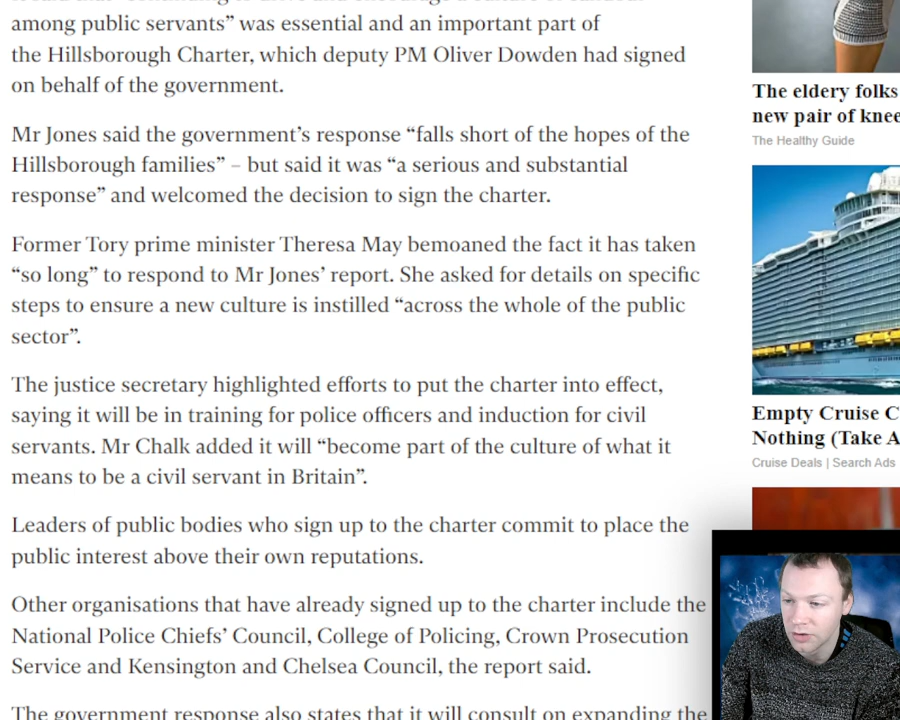 among public servants” was essential and an important part of
the Hillsborough Charter, which deputy PM Oliver Dowden had signed
on behalf of the government.
Mr Jones said the government’s response “falls short of the hopes of the
Hillsborough families” – but said it was “a serious and substantial
response” and welcomed the decision to sign the charter.
Former Tory prime minister Theresa May bemoaned the fact it has taken
“so long” to respond to Mr Jones’ report. She asked for details on specific
steps to ensure a new culture is instilled “across the whole of the public
sector”.
The justice secretary highlighted efforts to put the charter into effect,
saying it will be in training for police officers and induction for civil
servants. Mr Chalk added it will “become part of the culture of what it
means to be a civil servant in Britain”.
Leaders of public bodies who sign up to the charter commit to place the
public interest above their own reputations.
Other organisations that have already signed up to the charter include the
National Police Chiefs’ Council, College of Policing, Crown Prosecution
Service and Kensington and Chelsea Council, the report said.
The government response also states that it will consult on expanding the
The eldery folks
new pair of knee
The Healthy Guide
Empty Cruise C
Nothing (Take A
Cruise Deals | Search Ads